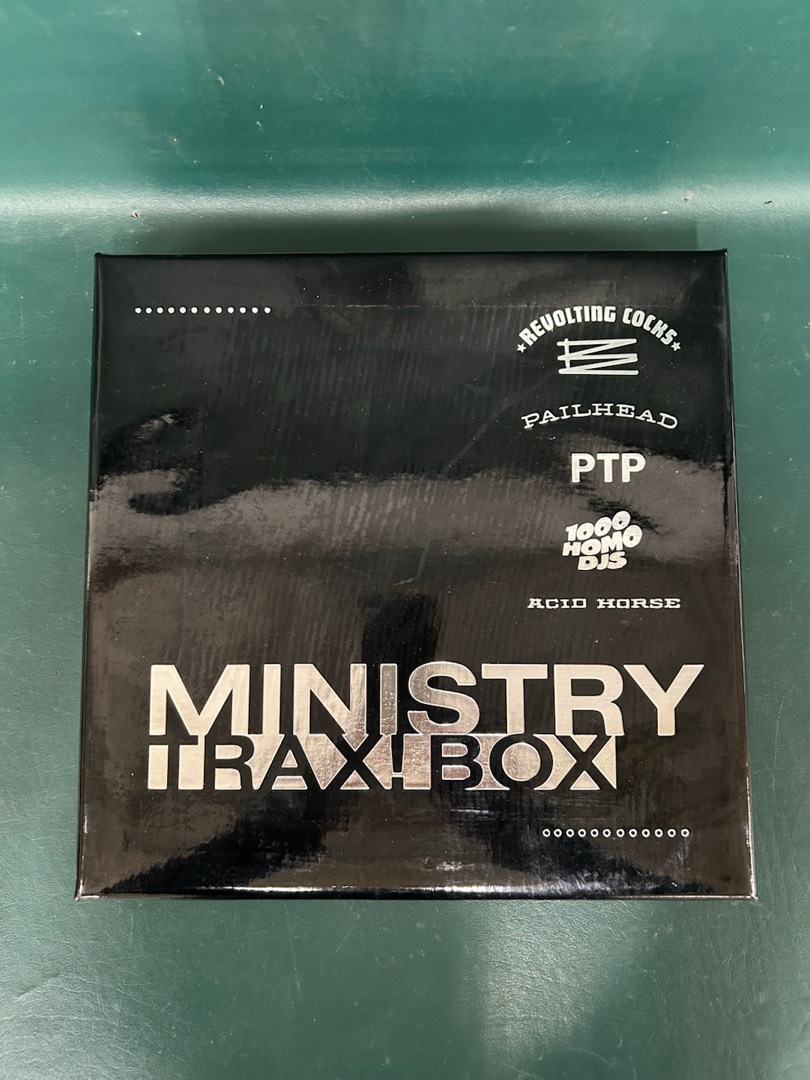 REVOLTING COCKS
PAILHEAD
PTP
1000
HOMO
DJS
ACID HORSE
MINISTRY
TRAX! BOX